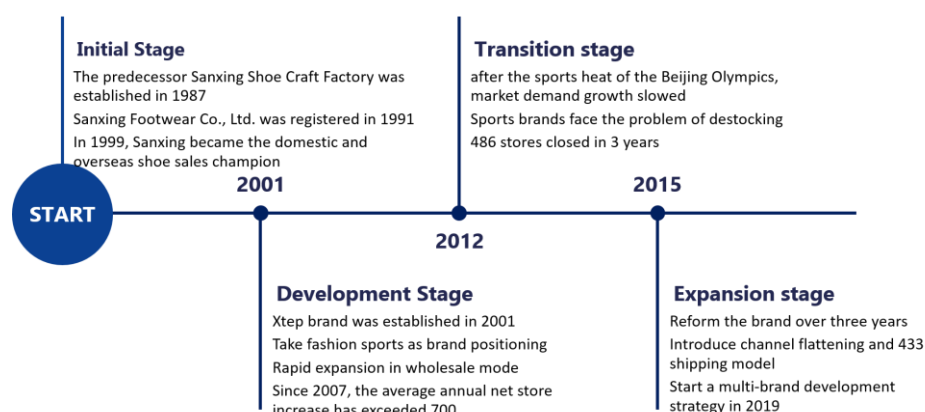 Initial Stage
The predecessor Sanxing Shoe Craft Factory was
established in 1987
Sanxing Footwear Co., Ltd. was registered in 1991
In 1999, Sanxing became the domestic and
overseas shoe sales champion
Transition stage
after the sports heat of the Beijing Olympics,
market demand growth slowed
Sports brands face the problem of destocking
486 stores closed in 3 years
START
2001
2012
2015
Development Stage
Xtep brand was established in 2001
Take fashion sports as brand positioning
Rapid expansion in wholesale mode
Since 2007, the average annual net store
increase has exceeded 700
Expansion stage
Reform the brand over three years
Introduce channel flattening and 433
shipping model
Start a multi-brand development
strategy in 2019